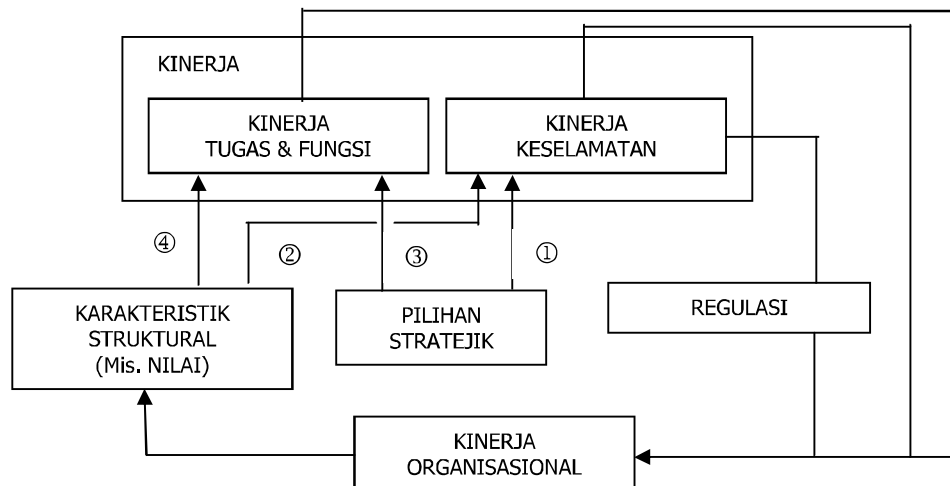 KINERJA
KINERJA
TUGAS & FUNGSI
KINERJA
KESELAMATAN
④
②
③
①
KARAKTERISTIK
STRUKTURAL
(Mis. NILAI)
PILIHAN
STRATEJIK
REGULASI
KINERJA
ORGANISASIONAL